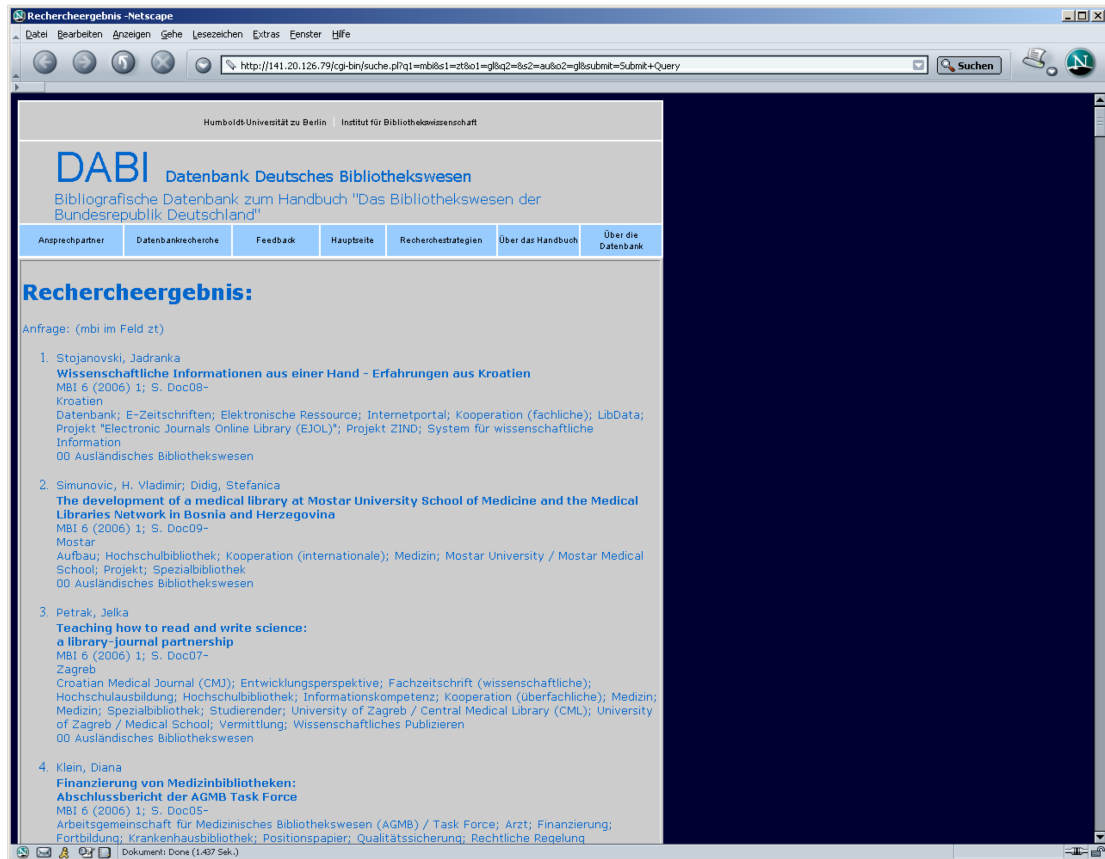 Rechercheergebnis -Netscape
Datei Bearbeiten Anzeigen Gehe Lesezeichen Extras Fenster Hilfe
http://141.20.126.79/cgi-bin/suche.pl?q1=mbi&s1=zt&o1=gl&q2=&s2=au&o2=gl&submit=Submit+Query
Suchen
N
Humboldt-Universität zu Berlin | Institut für Bibliothekswissenschaft
DABI Datenbank Deutsches Bibliothekswesen
Bibliografische Datenbank zum Handbuch "Das Bibliothekswesen der
Bundesrepublik Deutschland"
Ansprechpartner Datenbankrecherche Feedback Hauptseite Recherchestrategien Über das Handbuch Über die
Datenbank
Rechercheergebnis:
Anfrage: (mbi im Feld zt)
1. Stojanovski, Jadranka
Wissenschaftliche Informationen aus einer Hand - Erfahrungen aus Kroatien
MBI 6 (2006) 1; S. Doc08-
Kroatien
Datenbank; E-Zeitschriften; Elektronische Ressource; Internetportal; Kooperation (fachliche); LibData;
Projekt "Electronic Journals Online Library (EJOL)"; Projekt ZIND; System für wissenschaftliche
Information
00 Ausländisches Bibliothekswesen
2. Simunovic, H. Vladimir; Didig, Stefanica
The development of a medical library at Mostar University School of Medicine and the Medical
Libraries Network in Bosnia and Herzegovina
MBI 6 (2006) 1; S. Doc09-
Mostar
Aufbau; Hochschulbibliothek; Kooperation (internationale); Medizin; Mostar University / Mostar Medical
School; Projekt; Spezialbibliothek
00 Ausländisches Bibliothekswesen
3. Petrak, Jelka
Teaching how to read and write science:
a library-journal partnership
MBI 6 (2006) 1; S. Doc07-
Zagreb
Croatian Medical Journal (CMJ); Entwicklungsperspektive; Fachzeitschrift (wissenschaftliche);
Hochschulausbildung; Hochschulbibliothek; Informationskompetenz; Kooperation (überfachliche); Medizin;
Medizin; Spezialbibliothek; Studierender; University of Zagreb / Central Medical Library (CML); University
of Zagreb / Medical School; Vermittlung; Wissenschaftliches Publizieren
00 Ausländisches Bibliothekswesen
4. Klein, Diana
Finanzierung von Medizinbibliotheken:
Abschlussbericht der AGMB Task Force
MBI 6 (2006) 1; S. Doc05-
Arbeitsgemeinschaft für Medizinisches Bibliothekswesen (AGMB) / Task Force; Arzt; Finanzierung;
Fortbildung; Krankenhausbibliothek; Positionspapier; Qualitätssicherung; Rechtliche Regelung
Dokument: Done (1.437 Sek.)